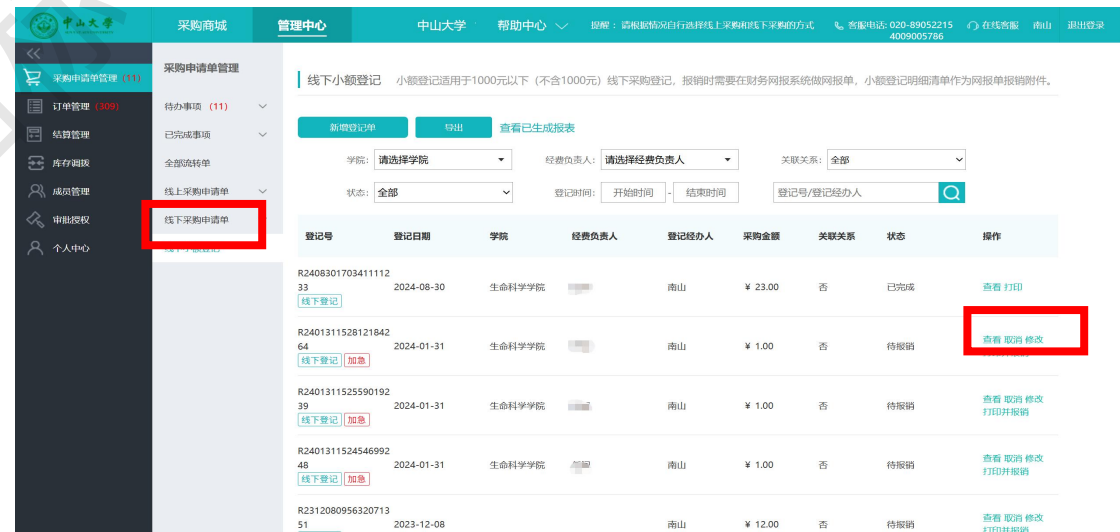 中山大学
采购商城
管理中心
中山大学
帮助中心
提醒：请根据情况自行选择线上采购和线下采购的方式
客服电话: 020-89052215
4009005786
在线客服
南山
退出登录
采购申请单管理 (11)
订单管理 (309)
结算管理
库存调拨
成员管理
审批授权
个人中心
采购申请单管理
待办事项 (11)
已完成事项
全部流转单
线上采购申请单
线下采购申请单
线下小额登记
线下小额登记 小额登记适用于1000元以下（不含1000元）线下采购登记，报销时需要在财务网报系统做网报单，小额登记明细清单作为网报单报销附件。
新增登记单 导出 查看已生成报表
学院: 请选择学院 经费负责人: 请选择经费负责人 关联关系: 全部
状态: 全部 登记时间: 开始时间 - 结束时间 登记号/登记经办人
登记号 登记日期 学院 经费负责人 登记经办人 采购金额 关联关系 状态 操作
R2408301703411112
33 2024-08-30 生命科学学院 南山 ¥ 23.00 否 已完成 查看 打印
线下登记
R2401311528121842
64 2024-01-31 生命科学学院 南山 ¥ 1.00 否 待报销 查看 取消 修改
线下登记 加急
R2401311525590192
39 2024-01-31 生命科学学院 南山 ¥ 1.00 否 待报销 查看 取消 修改
打印并报销
线下登记 加急
R2401311524546992
48 2024-01-31 生命科学学院 南山 ¥ 1.00 否 待报销 查看 取消 修改
打印并报销
线下登记 加急
R2312080956320713
51 2023-12-08 南山 ¥ 12.00 否 待报销 查看 取消 修改
打印并报销